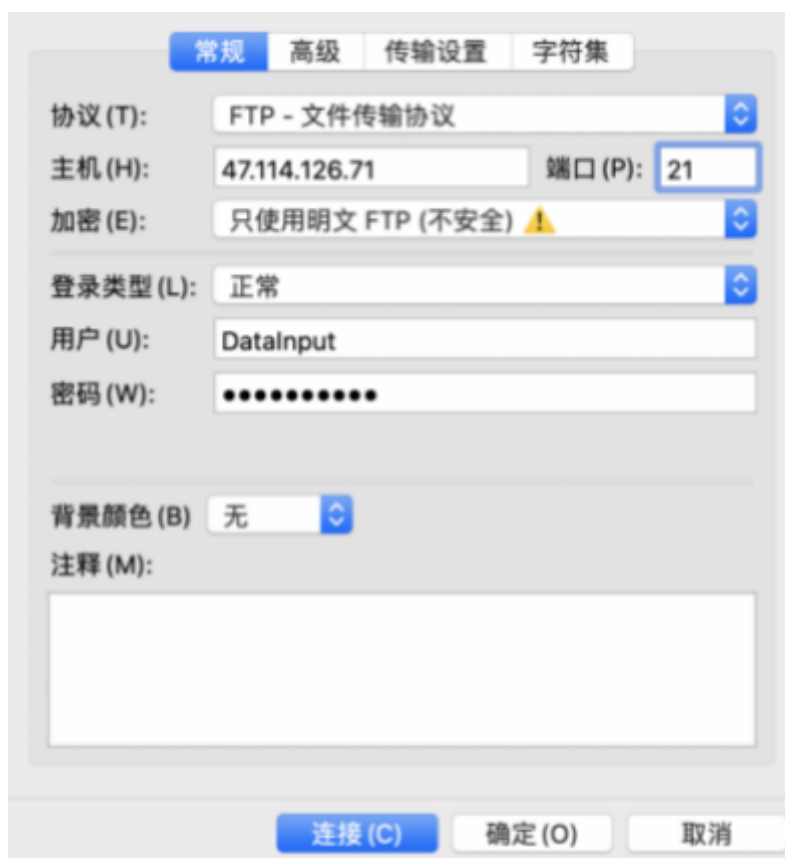 常规 高级 传输设置 字符集
协议(T): FTP - 文件传输协议
主机(H): 47.114.126.71 端口(P): 21
加密(E): 只使用明文 FTP (不安全) ⚠️
登录类型(L): 正常
用户(U): DataInput
密码(W): ●●●●●●●●●●
背景颜色(B) 无
注释(M):
连接(C) 确定(O) 取消